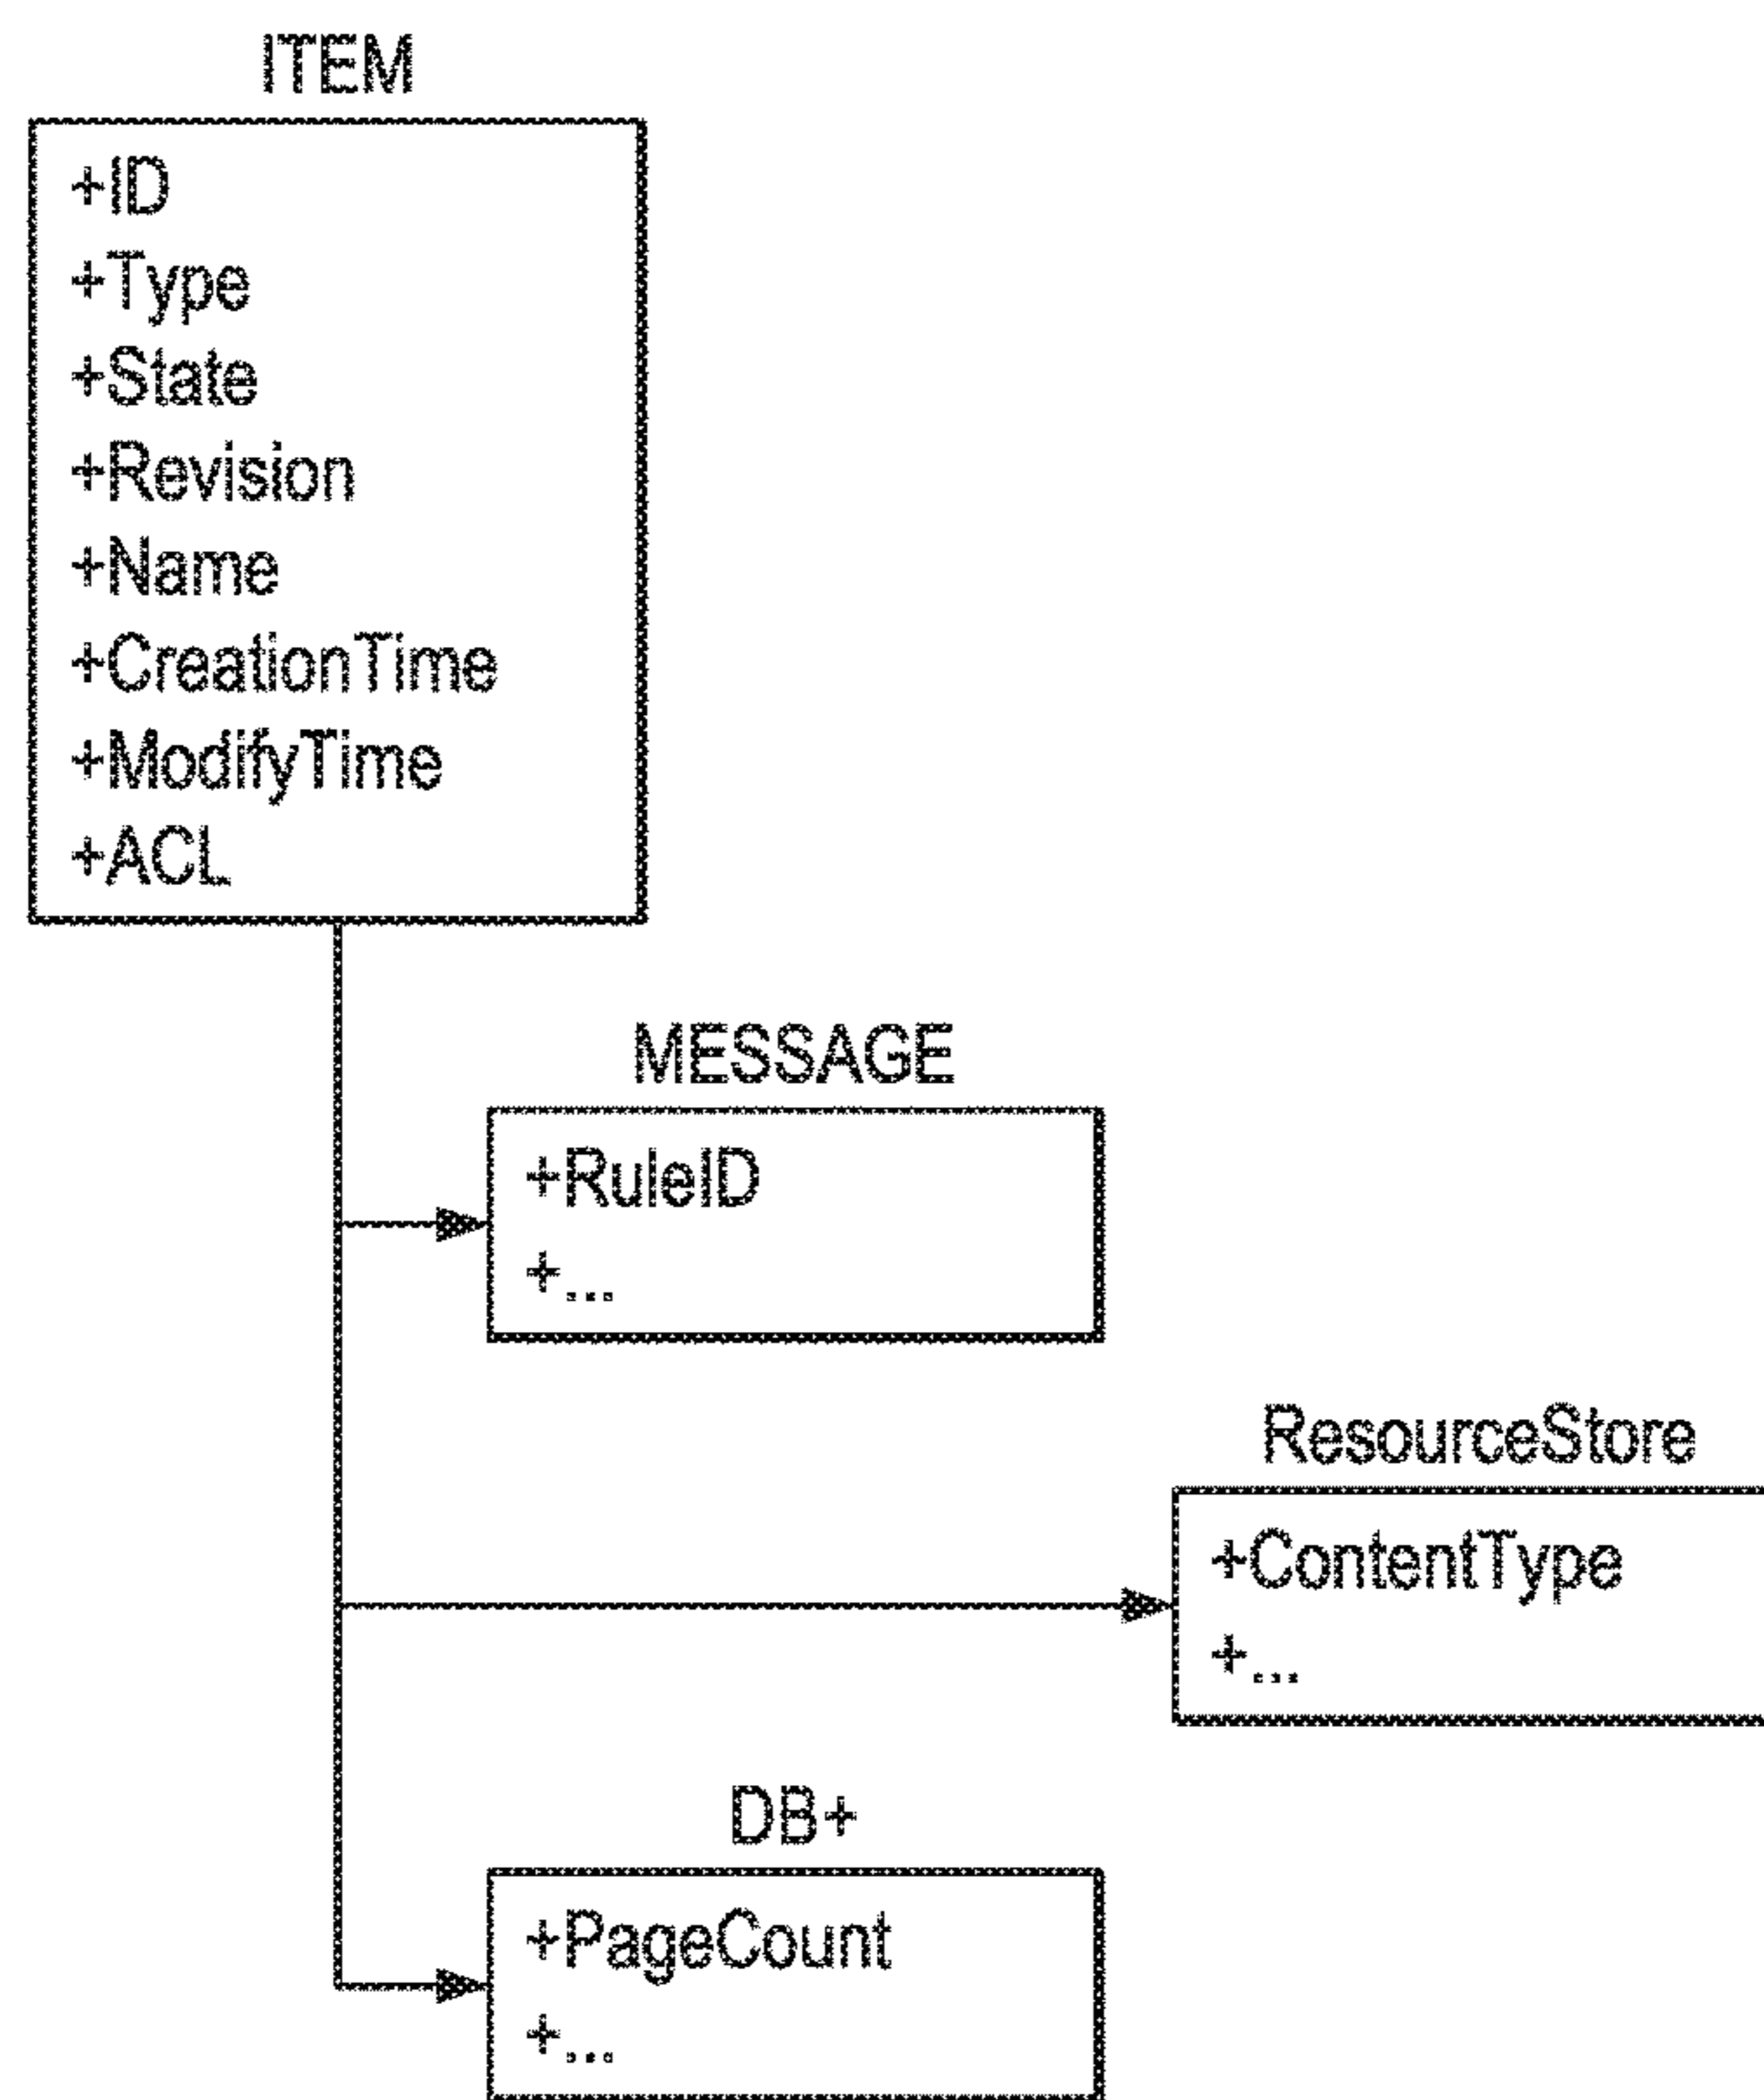 ITEM
+ID
+Type
+State
+Revision
+Name
+CreationTime
+ModifyTime
+ACL
MESSAGE
+RuleID
+...
ResourceStore
+ContentType
+...
DB+
+PageCount
+...